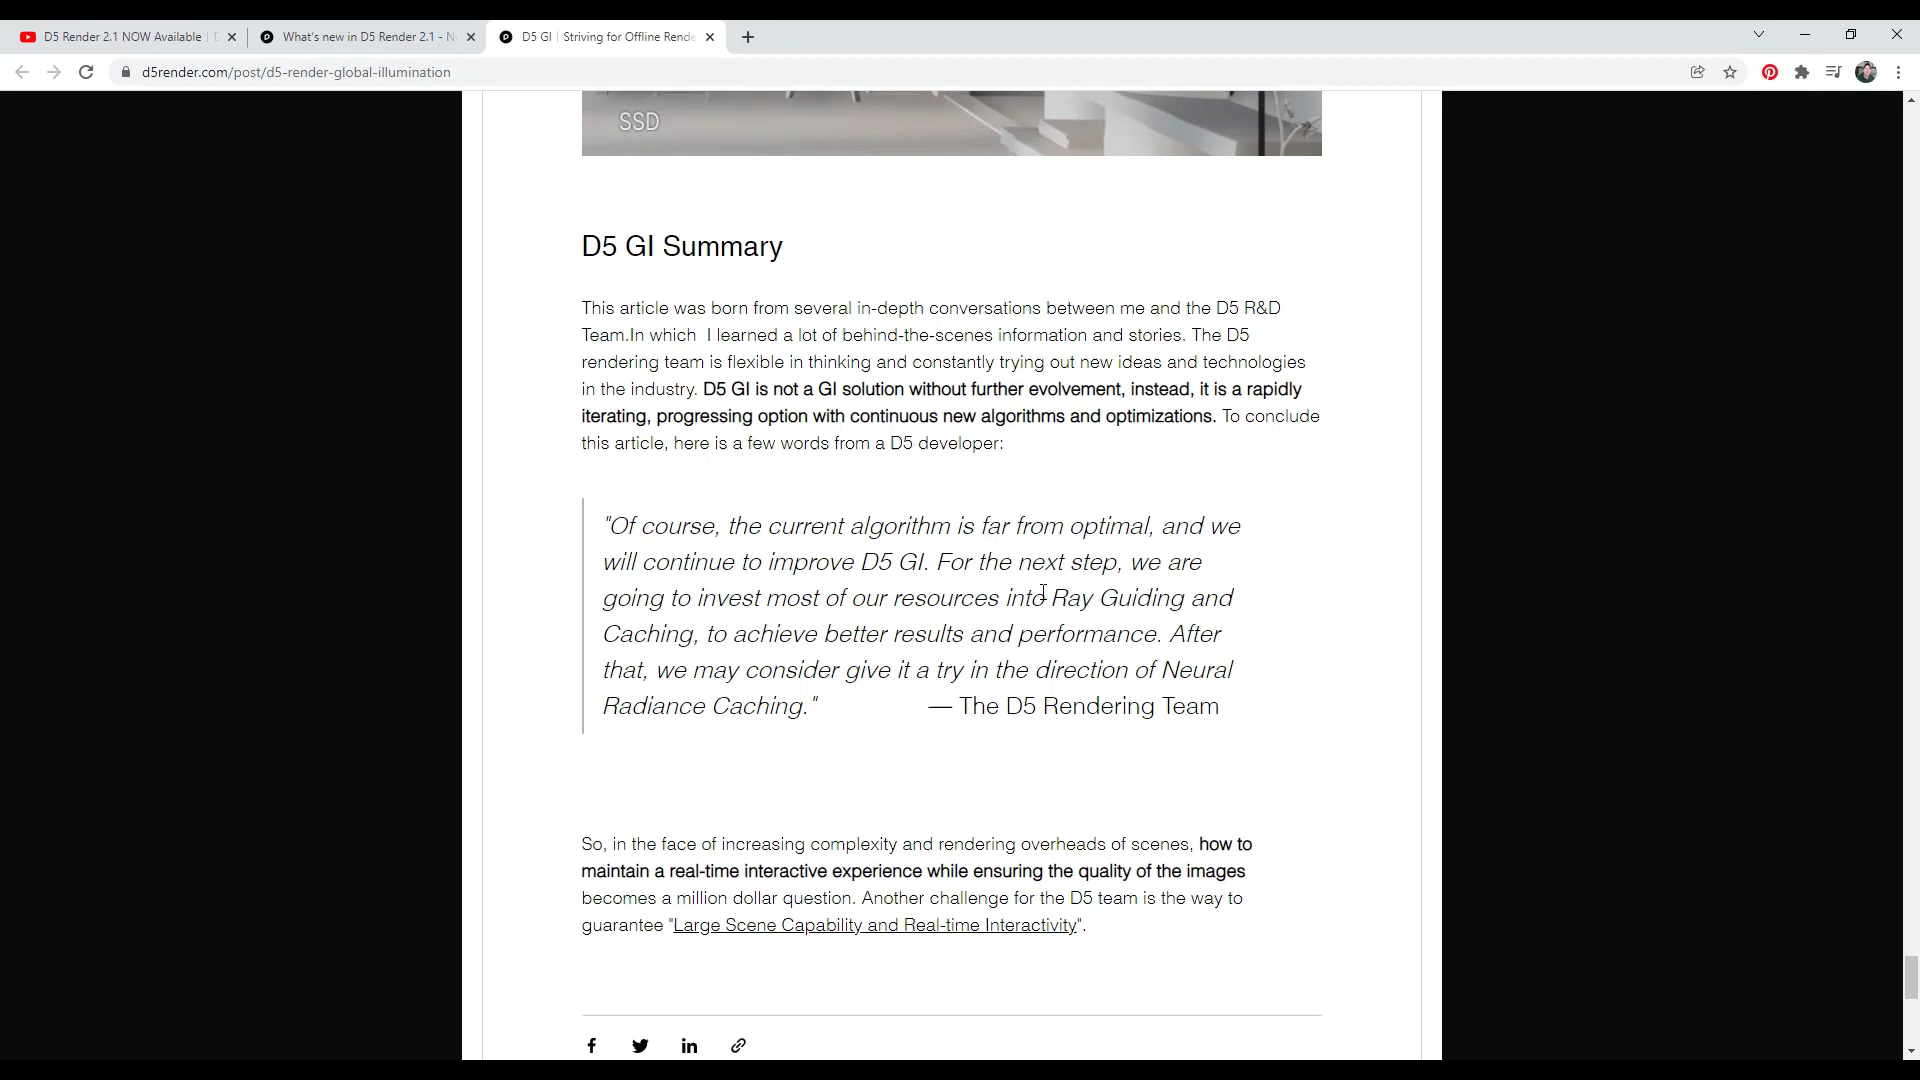 D5 Render 2.1 NOW Available
What's new in D5 Render 2.1 - N
D5 GI | Striving for Offline Rende
d5render.com/post/d5-render-global-illumination
SSD
D5 GI Summary
This article was born from several in-depth conversations between me and the D5 R&D
Team.In which I learned a lot of behind-the-scenes information and stories. The D5
rendering team is flexible in thinking and constantly trying out new ideas and technologies
in the industry. D5 GI is not a GI solution without further evolvement, instead, it is a rapidly
iterating, progressing option with continuous new algorithms and optimizations. To conclude
this article, here is a few words from a D5 developer:
"Of course, the current algorithm is far from optimal, and we
will continue to improve D5 GI. For the next step, we are
going to invest most of our resources into Ray Guiding and
Caching, to achieve better results and performance. After
that, we may consider give it a try in the direction of Neural
Radiance Caching." — The D5 Rendering Team
So, in the face of increasing complexity and rendering overheads of scenes, how to
maintain a real-time interactive experience while ensuring the quality of the images
becomes a million dollar question. Another challenge for the D5 team is the way to
guarantee "Large Scene Capability and Real-time Interactivity".